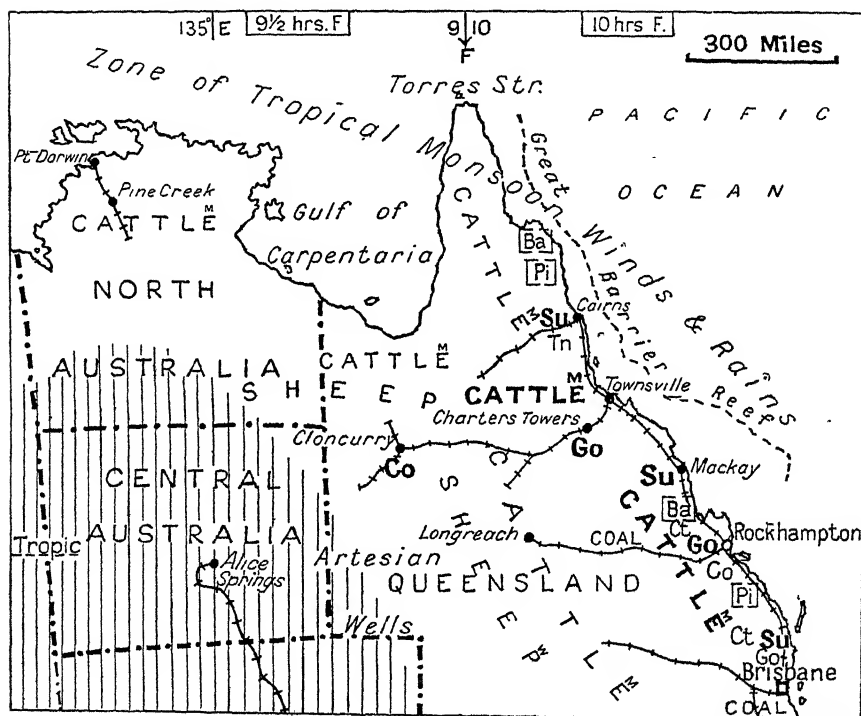 135° E 9½ hrs. F 9 10 10 hrs F.
F
300 Miles
Zone of Tropical Monsoon Winds & Rains
Torres Str.
PACIFIC
OCEAN
Great Barrier Reef
Pt Darwin
Pine Creek
CATTLE M
Gulf of
Carpentaria
CATTLE M
Ba
Pi
NORTH
AUSTRALIA
Su
Cairns
Tn
CATTLE M
SHEEP
CATTLE M
Townsville
Charters Towers
Go
Cloncurry
Co
CENTRAL
AUSTRALIA
SHEEP
CATTLE M
Su
Mackay
CATTLE M
Ba
Ct
Longreach
COAL
Go
Rockhampton
Co
Tropic
Alice
Springs
Artesian
Wells
QUEENSLAND
Pi
Ct
Su
Got
Brisbane
COAL